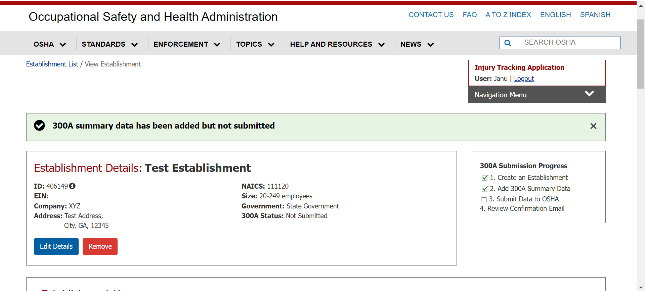 Occupational Safety and Health Administration
CONTACT US FAQ A TO Z INDEX ENGLISH SPANISH
OSHA STANDARDS ENFORCEMENT TOPICS HELP AND RESOURCES NEWS
SEARCH OSHA
Establishment List / View Establishment
Injury Tracking Application
User: Janu | Logout
Navigation Menu
300A summary data has been added but not submitted
Establishment Details: Test Establishment
ID: 406149
EIN:
Company: XYZ
Address: Test Address,
City, GA, 12345
NAICS: 111120
Size: 20-249 employees
Government: State Government
300A Status: Not Submitted
Edit Details Remove
300A Submission Progress
1. Create an Establishment
2. Add 300A Summary Data
3. Submit Data to OSHA
4. Review Confirmation Email